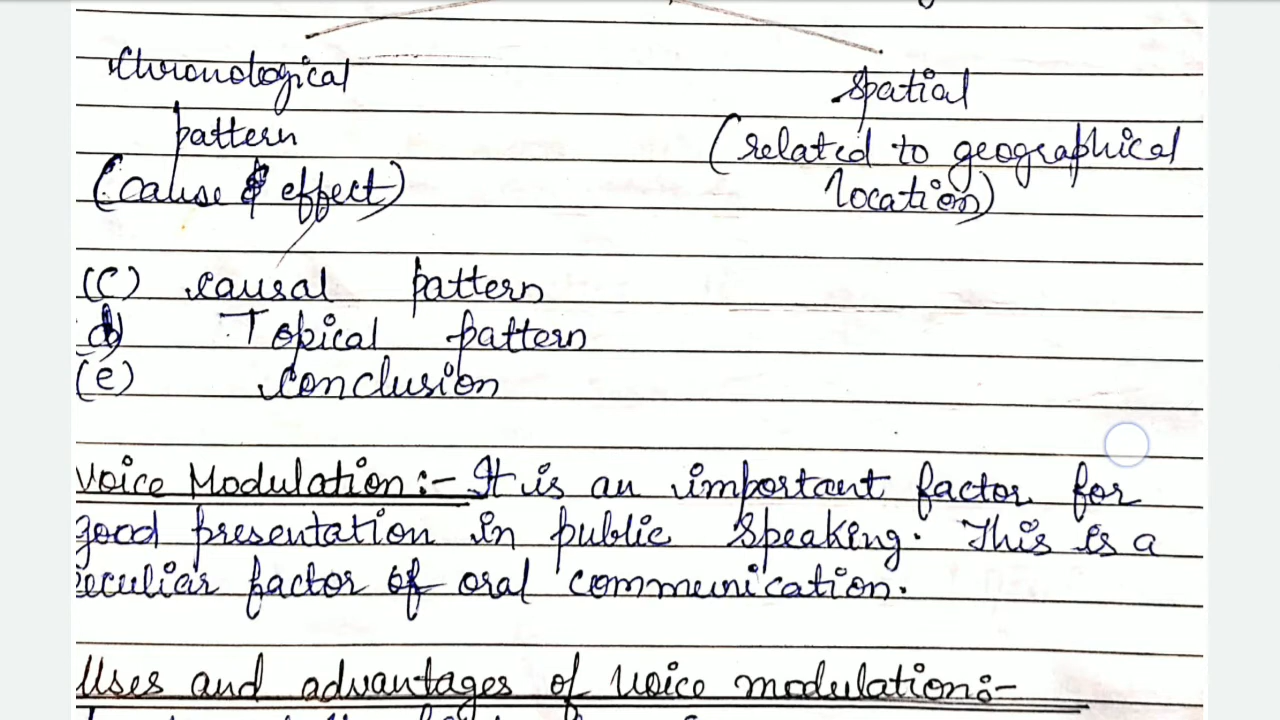 Chronological
pattern
(cause & effect)
Spatial
(related to geographical
location)
(c) causal pattern
d) Topical pattern
(e) conclusion
Voice Modulation:- It is an important factor for
good presentation in public speaking. This is a
eculiar factor of oral communication.
Uses and advantages of voice modulation:-